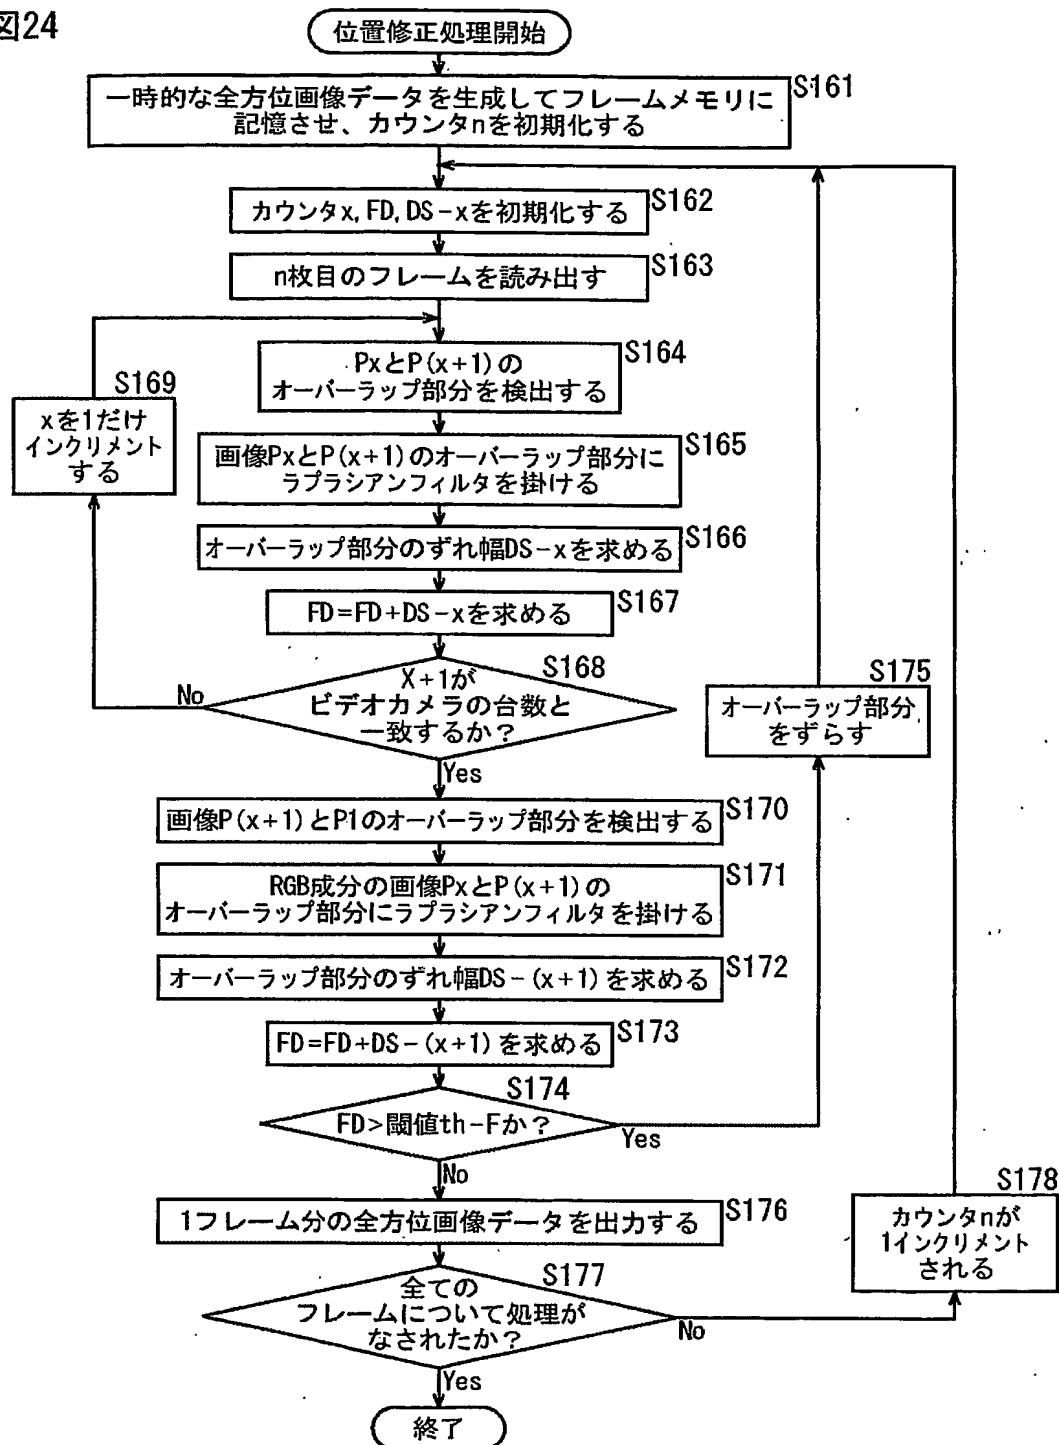 図24
位置修正処理開始
S161
一時的な全方位画像データを生成してフレームメモリに
記憶させ、カウンタnを初期化する
S162
カウンタx,FD,DS-xを初期化する
S163
n枚目のフレームを読み出す
S164
PxとP(x+1)の
オーバーラップ部分を検出する
S169
xを1だけ
インクリメント
する
S165
画像PxとP(x+1)のオーバーラップ部分に
ラプラシアンフィルタを掛ける
S166
オーバーラップ部分のずれ幅DS-xを求める
S167
FD=FD+DS-xを求める
S168
X+1が
ビデオカメラの台数と
一致するか?
No
Yes
S175
オーバーラップ部分
をずらす
S170
画像P(x+1)とP1のオーバーラップ部分を検出する
S171
RGB成分の画像PxとP(x+1)の
オーバーラップ部分にラプラシアンフィルタを掛ける
S172
オーバーラップ部分のずれ幅DS-(x+1)を求める
S173
FD=FD+DS-(x+1)を求める
S174
FD>閾値th-Fか?
Yes
No
S176
1フレーム分の全方位画像データを出力する
S178
カウンタnが
1インクリメント
される
S177
全ての
フレームについて処理が
なされたか?
No
Yes
終了